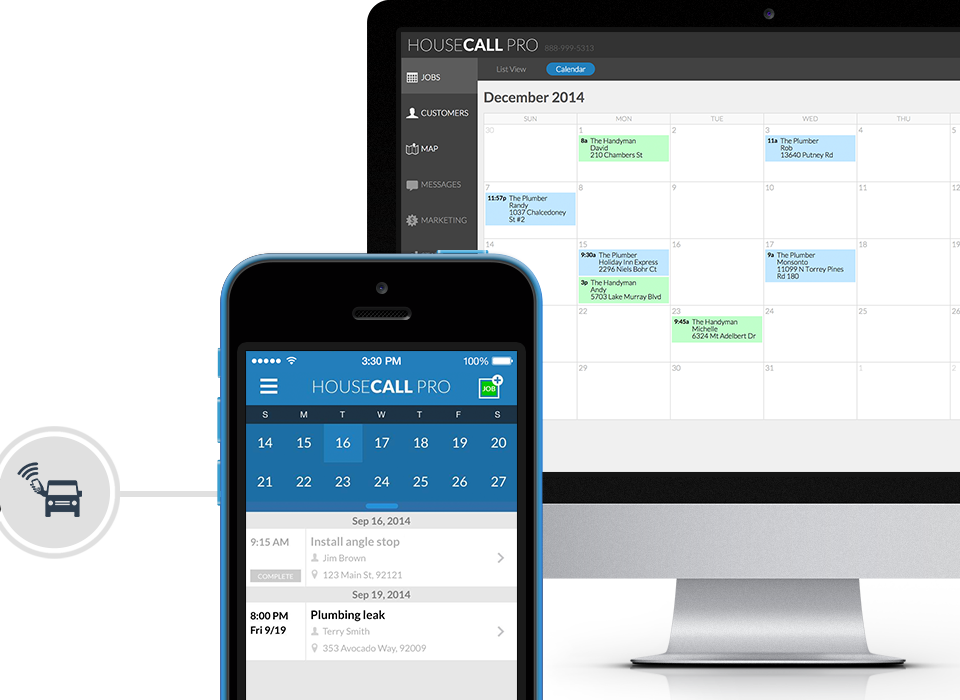 HOUSECALL PRO 888-999-5313
List View Calendar
JOBS
CUSTOMERS
MAP
MESSAGES
MARKETING
December 2014
SUN MON TUE WED THU
30 1 2 3 4 5
8a The Handyman
David
210 Chambers St
11a The Plumber
Rob
13640 Putney Rd
7 8 9 10 11 12
11:57p The Plumber
Randy
1037 Chalcedoney
St #2
14 15 16 17 18 19
9:30a The Plumber
Holiday Inn Express
2296 Niels Bohr Ct
3p The Handyman
Andy
5703 Lake Murray Blvd
9a The Plumber
Monsonto
11099 N Torrey Pines
Rd 180
22 23 24 25 26
9:45a The Handyman
Michelle
6324 Mt Adelbert Dr
29 30 31 1 2
3:30 PM 100%
HOUSECALL PRO JOB
S M T W T F S
14 15 16 17 18 19 20
21 22 23 24 25 26 27
Sep 16, 2014
9:15 AM Install angle stop
Jim Brown
COMPLETE 123 Main St, 92121
Sep 19, 2014
8:00 PM Plumbing leak
Fri 9/19 Terry Smith
353 Avocado Way, 92009